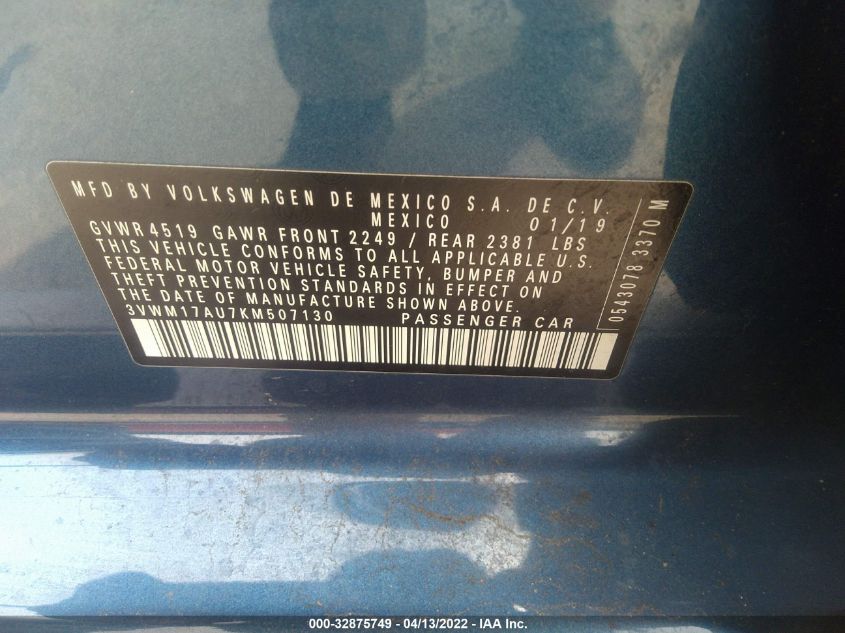 MFD BY VOLKSWAGEN DE MEXICO S.A. DE C.V.
MEXICO 01/19
GVWR 4519 GAWR FRONT 2249 / REAR 2381 LBS
THIS VEHICLE CONFORMS TO ALL APPLICABLE U.S.
FEDERAL MOTOR VEHICLE SAFETY, BUMPER AND
THEFT PREVENTION STANDARDS IN EFFECT ON
THE DATE OF MANUFACTURE SHOWN ABOVE.
3VWM17AU7KM507130 PASSENGER CAR
0543078 3370 M
000-32875749 - 04/13/2022 - IAA Inc.